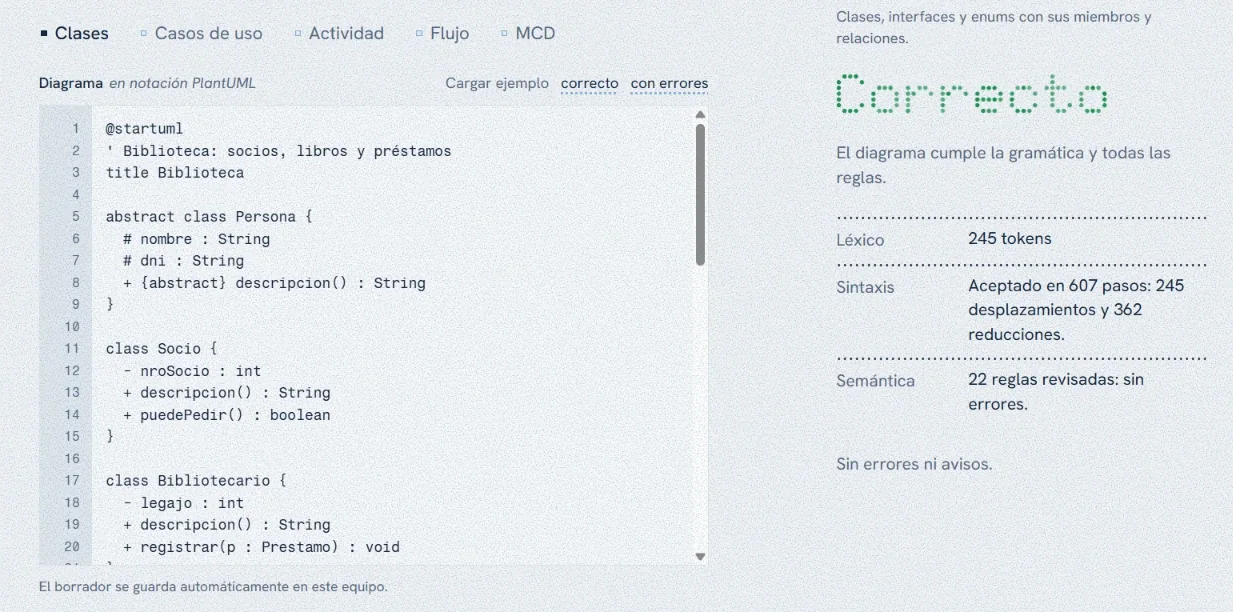 Clases Casos de uso Actividad Flujo MCD
Diagrama en notación PlantUML Cargar ejemplo correcto con errores
1 @startuml
2 ' Biblioteca: socios, libros y préstamos
3 title Biblioteca
4
5 abstract class Persona {
6 # nombre : String
7 # dni : String
8 + {abstract} descripcion() : String
9 }
10
11 class Socio {
12 - nroSocio : int
13 + descripcion() : String
14 + puedePedir() : boolean
15 }
16
17 class Bibliotecario {
18 - legajo : int
19 + descripcion() : String
20 + registrar(p : Prestamo) : void
El borrador se guarda automáticamente en este equipo.
Clases, interfaces y enums con sus miembros y
relaciones.
Correcto
El diagrama cumple la gramática y todas las
reglas.
Léxico 245 tokens
Sintaxis Aceptado en 607 pasos: 245
desplazamientos y 362
reducciones.
Semántica 22 reglas revisadas: sin
errores.
Sin errores ni avisos.